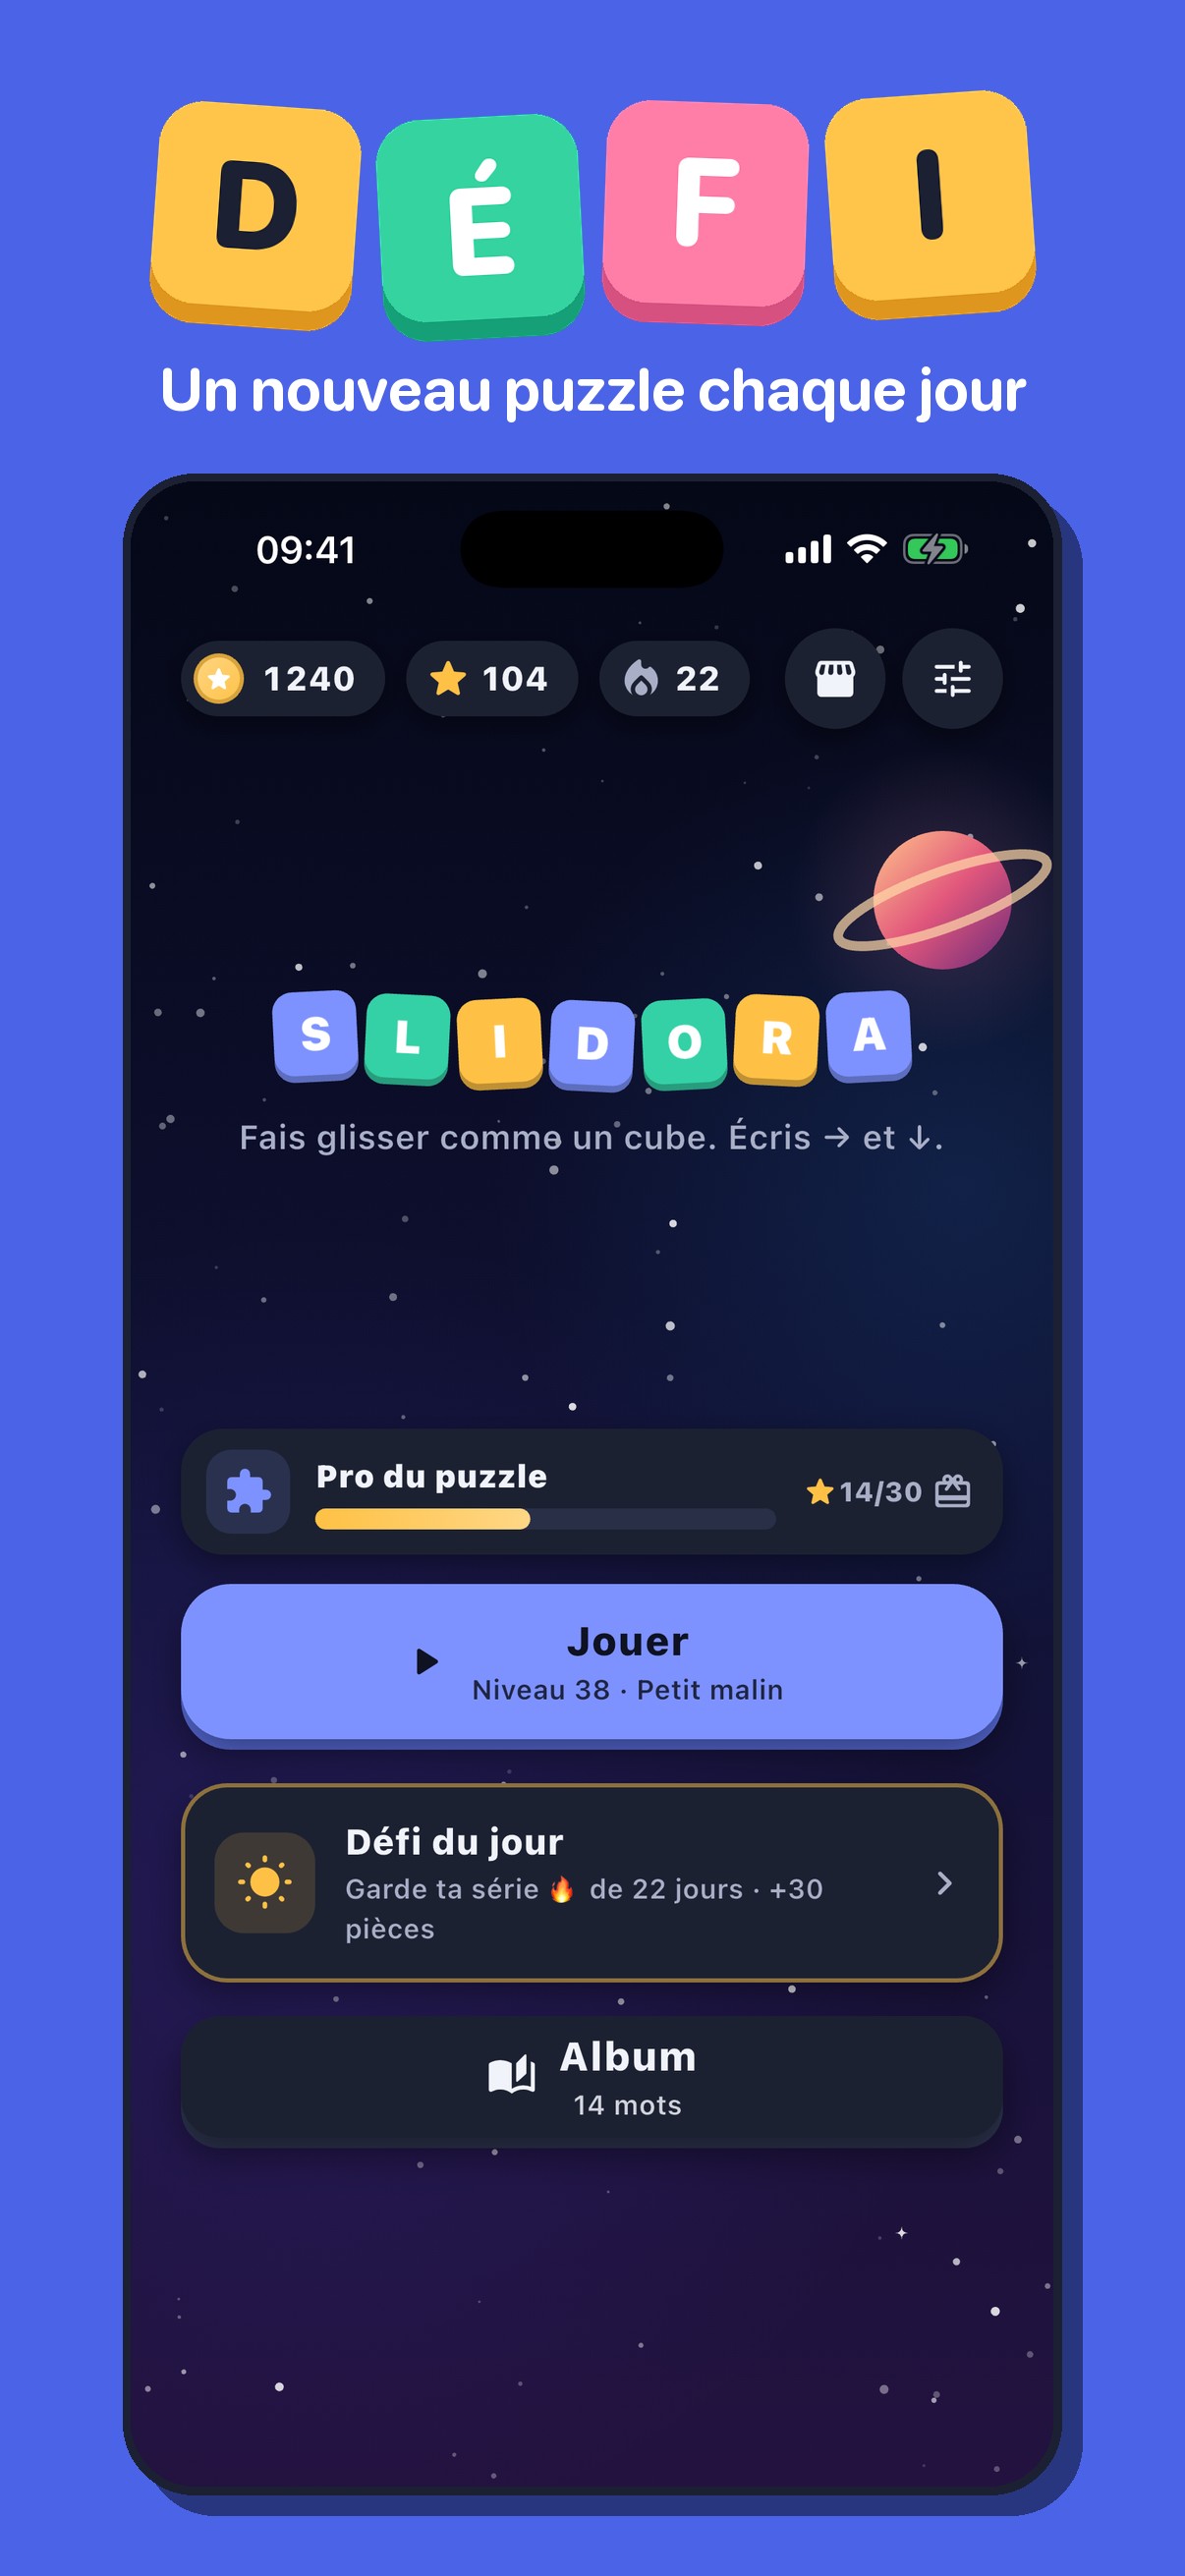 DÉFI
Un nouveau puzzle chaque jour
09:41
1240 104 22
SLIDORA
Fais glisser comme un cube. Écris → et ↓.
Pro du puzzle
14/30
Jouer
Niveau 38 · Petit malin
Défi du jour
Garde ta série 🔥 de 22 jours · +30
pièces
Album
14 mots